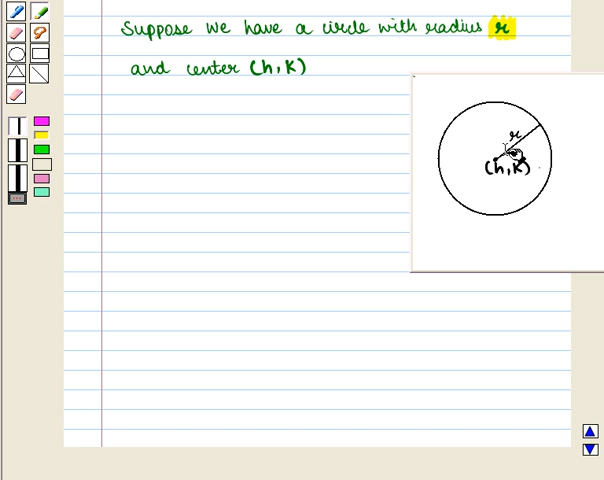 Suppose we have a circle with radius r
and center (h, k)
r
(h, k)